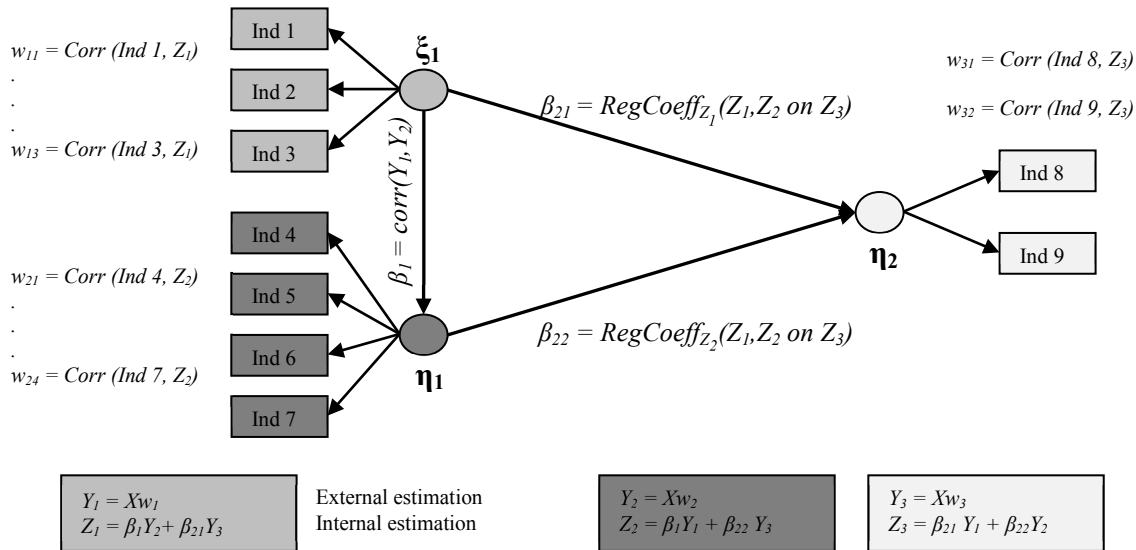 Ind 1
w₁₁ = Corr (Ind 1, Z₁)
.
.
.
w₁₃ = Corr (Ind 3, Z₁)
Ind 2
Ind 3
ξ₁
β₂₁ = RegCoeff_Z₁(Z₁,Z₂ on Z₃)
w₃₁ = Corr (Ind 8, Z₃)
w₃₂ = Corr (Ind 9, Z₃)
β₁ = corr(Y₁,Y₂)
Ind 8
Ind 9
η₂
Ind 4
w₂₁ = Corr (Ind 4, Z₂)
.
.
.
w₂₄ = Corr (Ind 7, Z₂)
Ind 5
Ind 6
Ind 7
η₁
β₂₂ = RegCoeff_Z₂(Z₁,Z₂ on Z₃)
Y₁ = Xw₁
Z₁ = β₁Y₂+ β₂₁Y₃
External estimation
Internal estimation
Y₂ = Xw₂
Z₂ = β₁Y₁ + β₂₂ Y₃
Y₃ = Xw₃
Z₃ = β₂₁ Y₁ + β₂₂Y₂